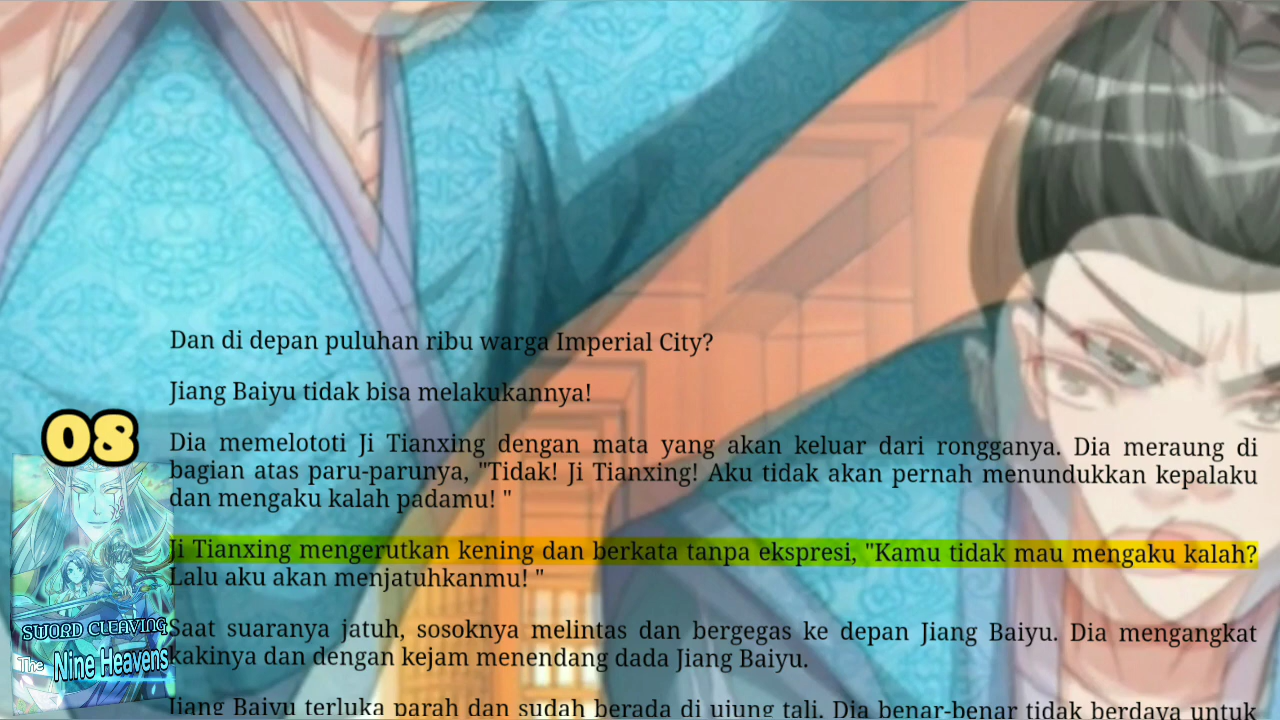 Dan di depan puluhan ribu warga Imperial City?
Jiang Baiyu tidak bisa melakukannya!
Dia memelototi Ji Tianxing dengan mata yang akan keluar dari rongganya. Dia meraung di
bagian atas paru-parunya, "Tidak! Ji Tianxing! Aku tidak akan pernah menundukkan kepalaku
dan mengaku kalah padamu! "
Ji Tianxing mengerutkan kening dan berkata tanpa ekspresi, "Kamu tidak mau mengaku kalah?
Lalu aku akan menjatuhkanmu! "
Saat suaranya jatuh, sosoknya melintas dan bergegas ke depan Jiang Baiyu. Dia mengangkat
kakinya dan dengan kejam menendang dada Jiang Baiyu.
Jiang Baiyu terluka parah dan sudah berada di ujung tali. Dia benar-benar tidak berdaya untuk
08
SWORD CLEAVING
The Nine Heavens